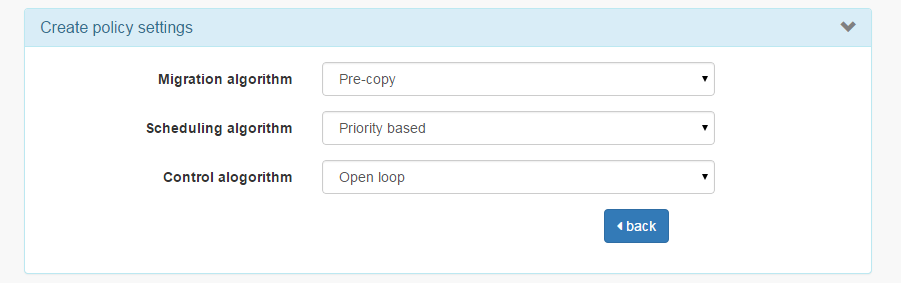 Create policy settings
Migration algorithm Pre-copy
Scheduling algorithm Priority based
Control alogorithm Open loop
back